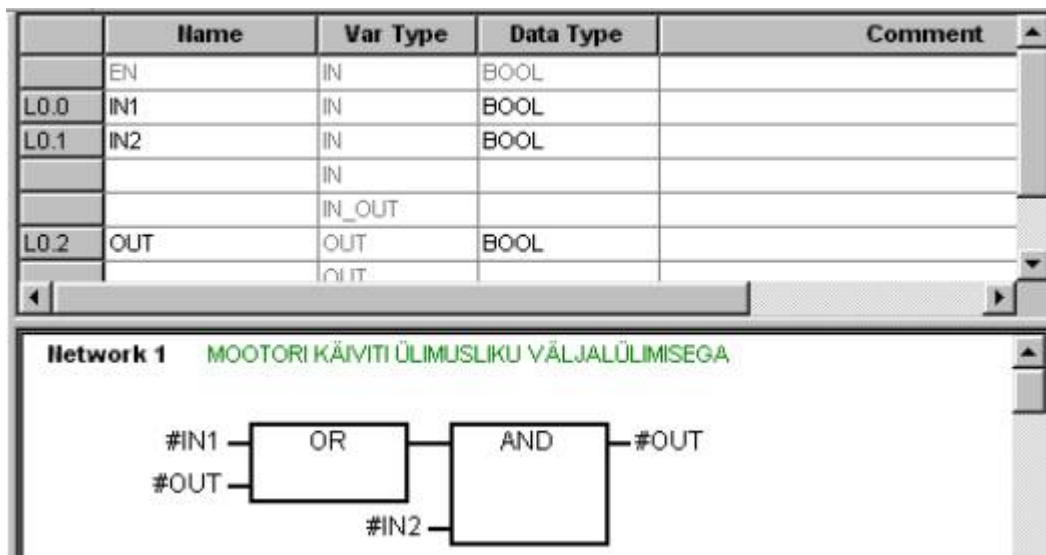 Name Var Type Data Type Comment
EN IN BOOL
L0.0 IN1 IN BOOL
L0.1 IN2 IN BOOL
IN
IN_OUT
L0.2 OUT OUT BOOL
OUT
Network 1 MOOTORI KÄIVITI ÜLIMUSLIKU VÄLJALÜLIMISEGA
#IN1 OR AND #OUT
#OUT
#IN2